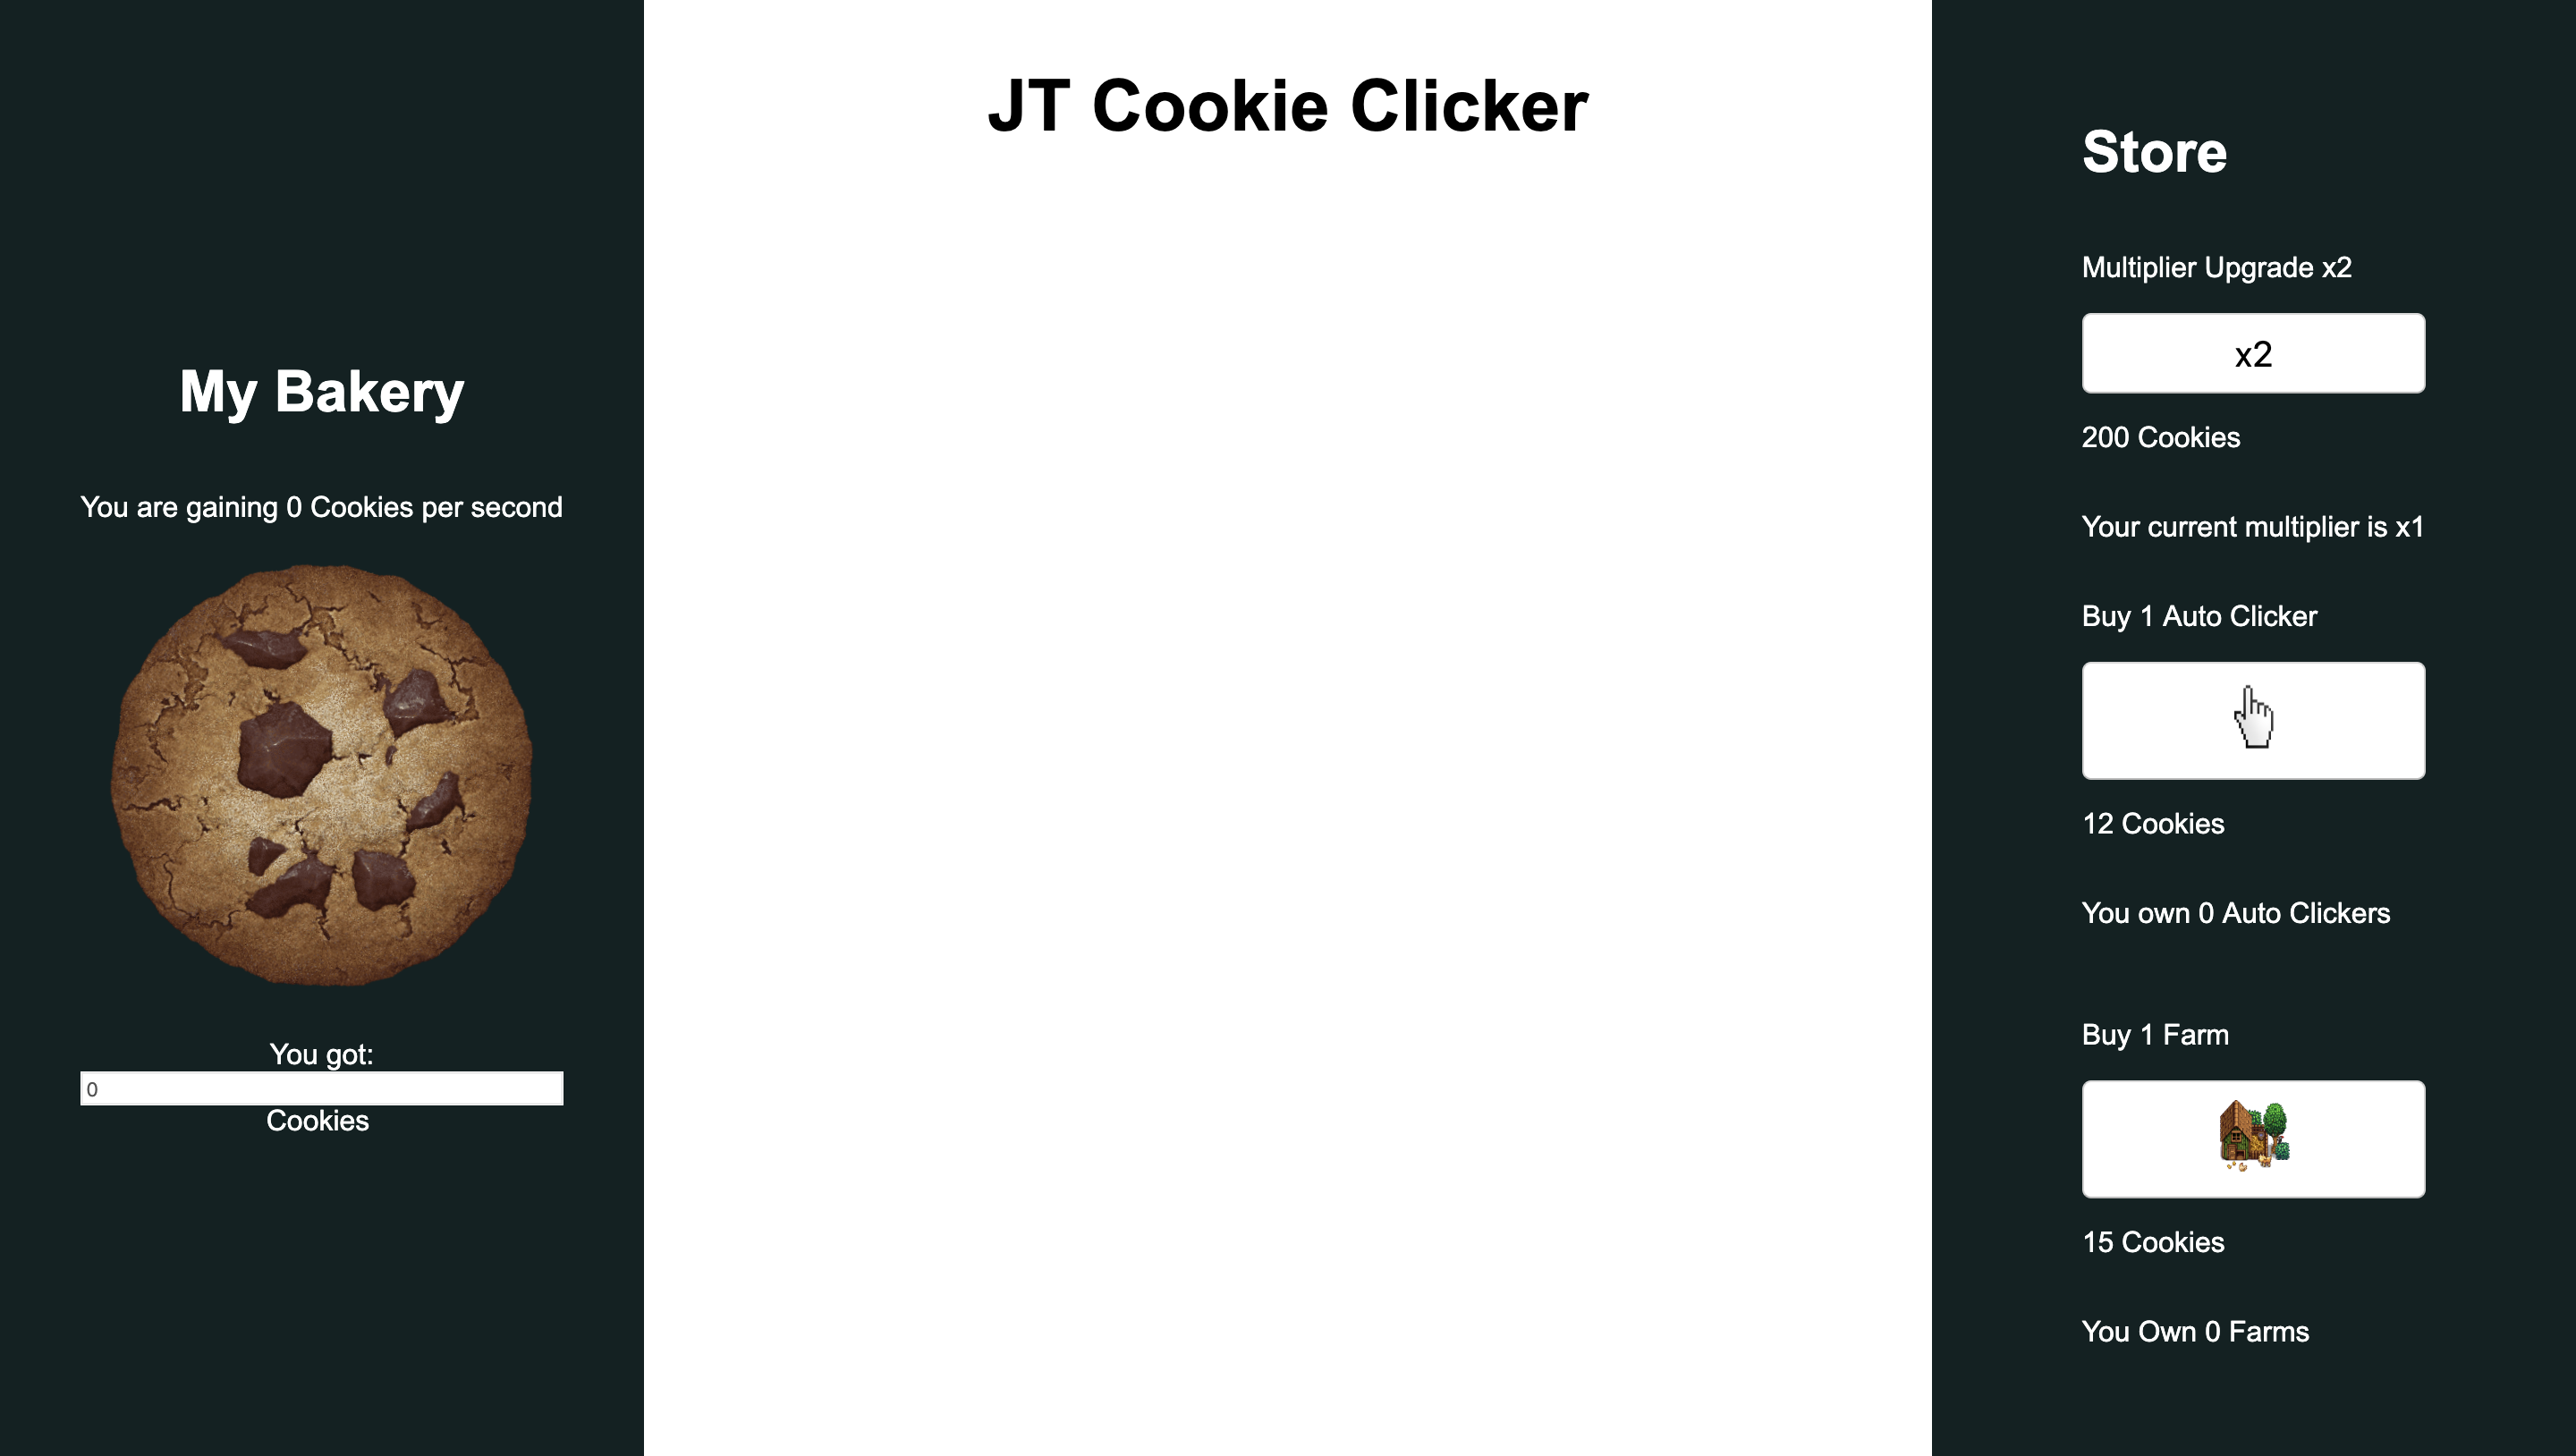 JT Cookie Clicker
My Bakery
You are gaining 0 Cookies per second
You got:
0
Cookies
Store
Multiplier Upgrade x2
x2
200 Cookies
Your current multiplier is x1
Buy 1 Auto Clicker
12 Cookies
You own 0 Auto Clickers
Buy 1 Farm
15 Cookies
You Own 0 Farms